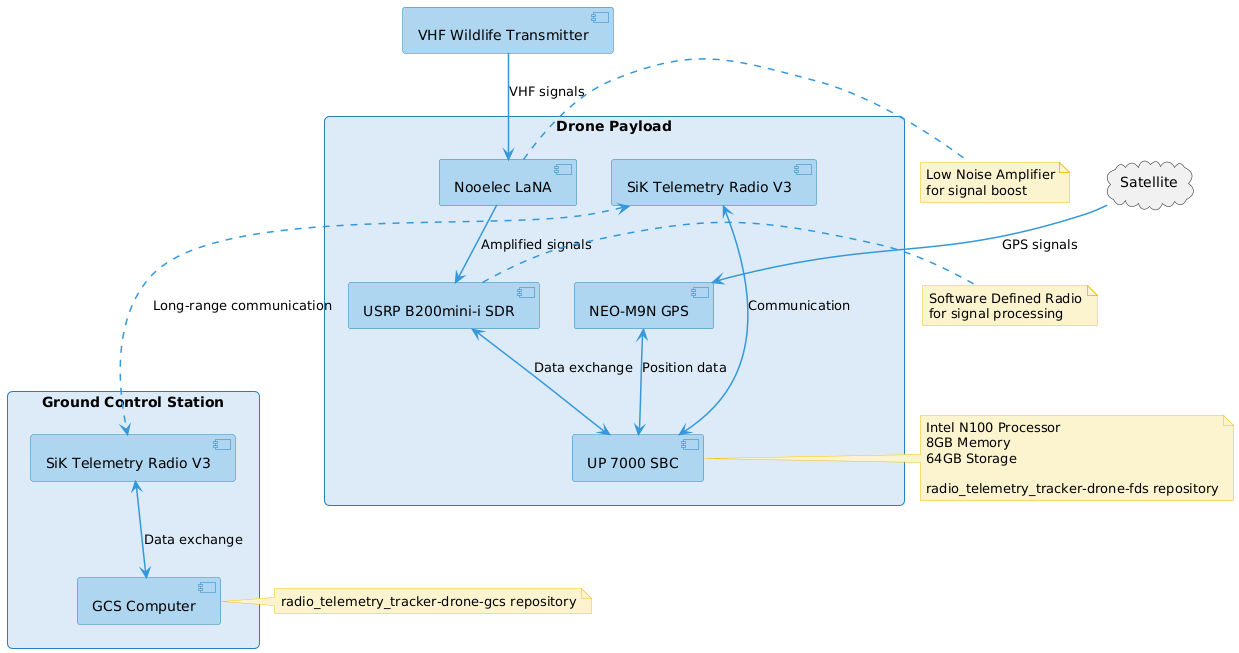 VHF Wildlife Transmitter
VHF signals
Drone Payload
Nooelec LaNA
SiK Telemetry Radio V3
Low Noise Amplifier
for signal boost
Satellite
Amplified signals
GPS signals
Long-range communication
USRP B200mini-i SDR
NEO-M9N GPS
Communication
Software Defined Radio
for signal processing
Data exchange
Position data
Ground Control Station
SiK Telemetry Radio V3
UP 7000 SBC
Intel N100 Processor
8GB Memory
64GB Storage
radio_telemetry_tracker-drone-fds repository
Data exchange
GCS Computer
radio_telemetry_tracker-drone-gcs repository